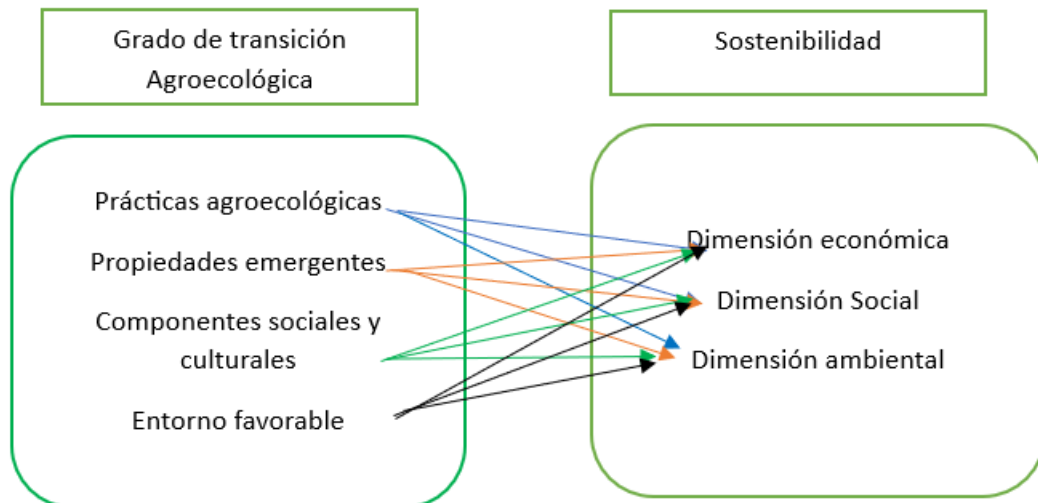 Grado de transición
Agroecológica
Sostenibilidad
Prácticas agroecológicas
Propiedades emergentes
Componentes sociales y
culturales
Entorno favorable
Dimensión económica
Dimensión Social
Dimensión ambiental